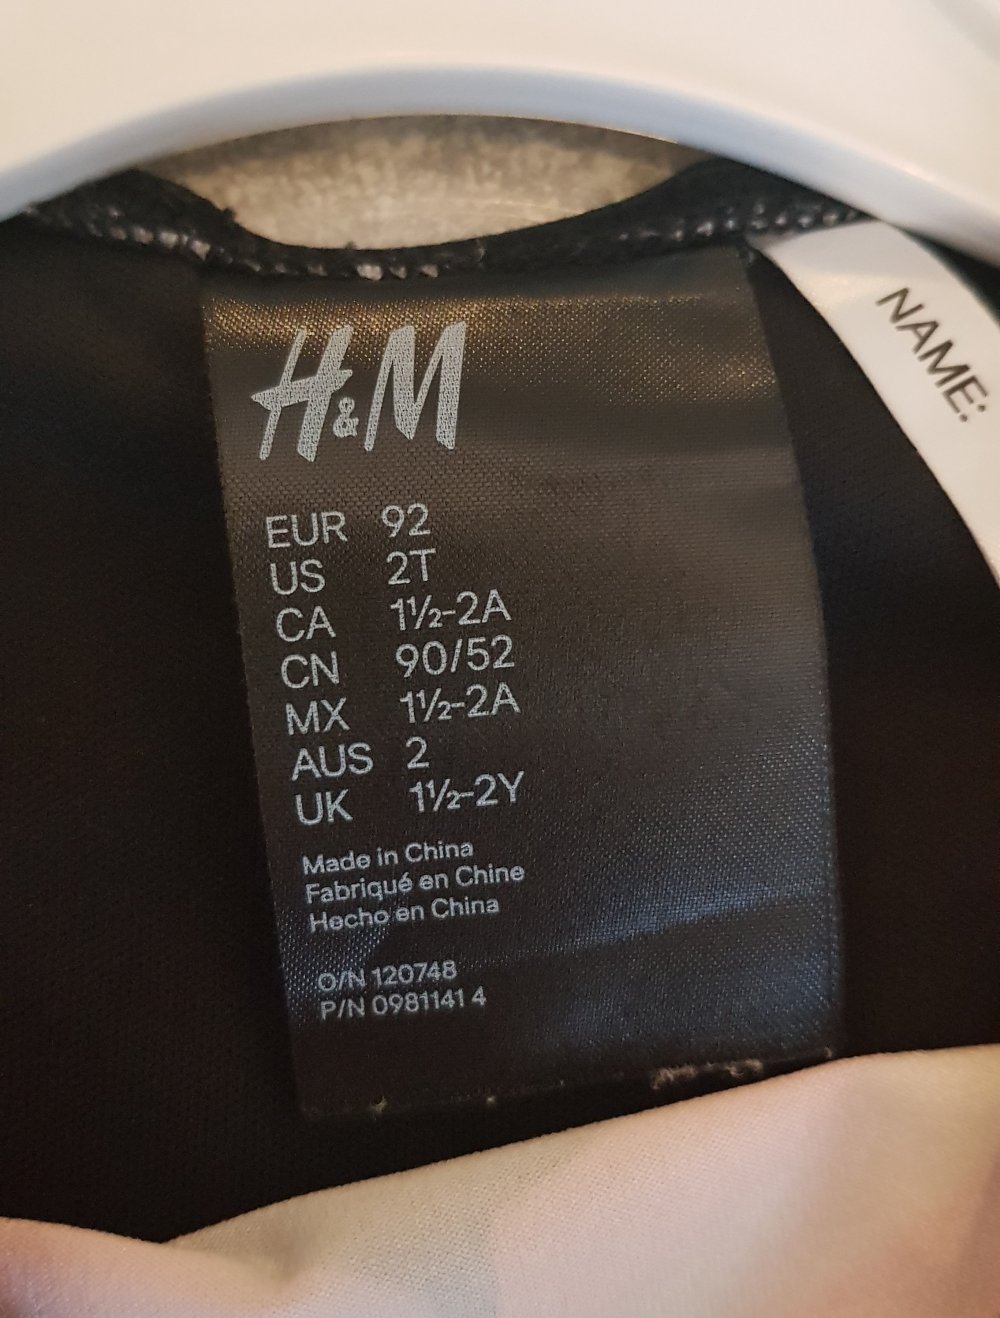 H&M
EUR 92
US 2T
CA 1½-2A
CN 90/52
MX 1½-2A
AUS 2
UK 1½-2Y
Made in China
Fabriqué en Chine
Hecho en China
O/N 120748
P/N 0981141 4
NAME: